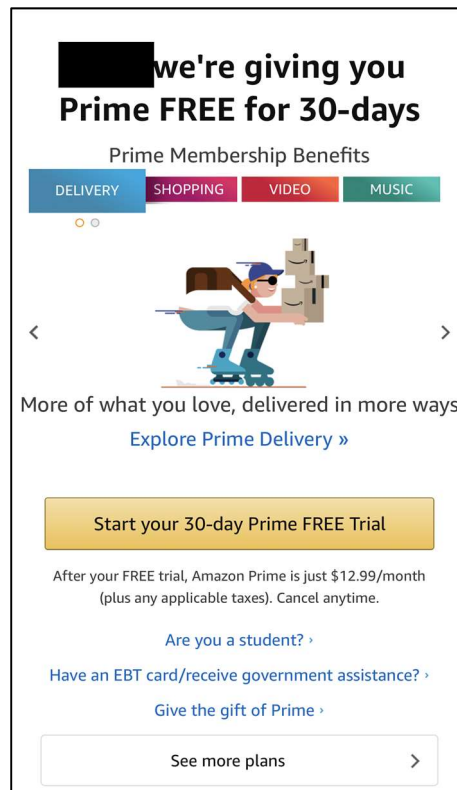 we're giving you
Prime FREE for 30-days
Prime Membership Benefits
DELIVERY SHOPPING VIDEO MUSIC
More of what you love, delivered in more ways
Explore Prime Delivery »
Start your 30-day Prime FREE Trial
After your FREE trial, Amazon Prime is just $12.99/month
(plus any applicable taxes). Cancel anytime.
Are you a student? ›
Have an EBT card/receive government assistance? ›
Give the gift of Prime ›
See more plans